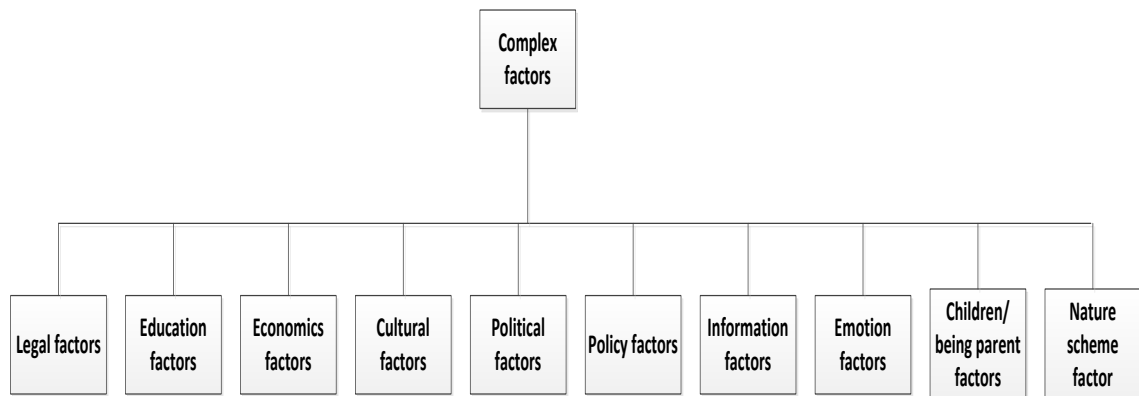 Complex
factors
Legal factors
Education
factors
Economics
factors
Cultural
factors
Political
factors
Policy factors
Information
factors
Emotion
factors
Children/
being parent
factors
Nature
scheme
factor